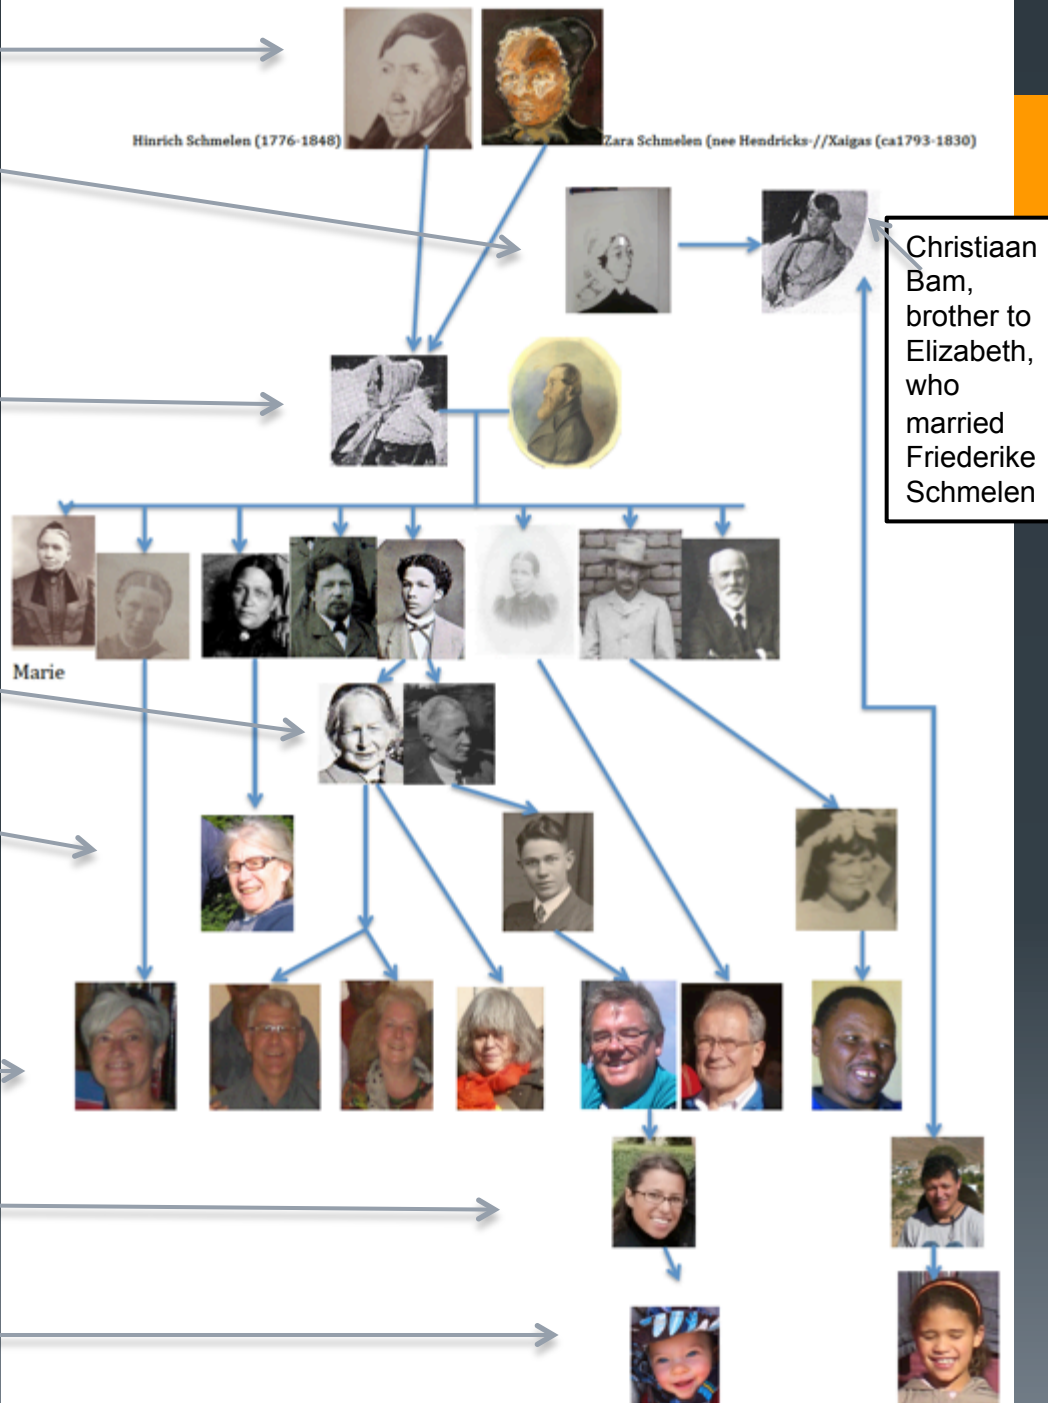 Hinrich Schmelen (1776-1848)
Zara Schmelen (nee Hendricks-//Xaigas (ca1793-1830)
Christiaan
Bam,
brother to
Elizabeth,
who
married
Friederike
Schmelen
Marie